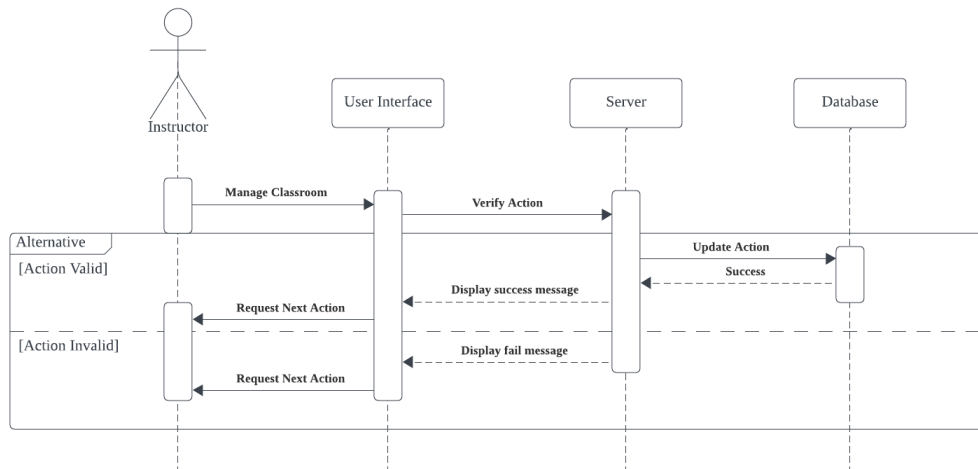 User Interface
Server
Database
Instructor
Manage Classroom
Verify Action
Alternative
Update Action
[Action Valid]
Success
Display success message
Request Next Action
[Action Invalid]
Display fail message
Request Next Action